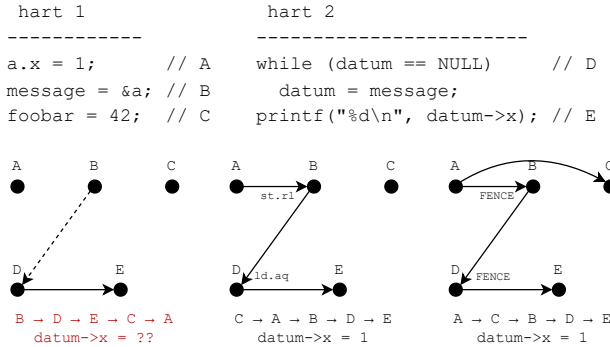 hart 1 hart 2
------------ ------------------------
a.x = 1; // A while (datum == NULL) // D
message = &a; // B datum = message;
foobar = 42; // C printf("%d\n", datum->x); // E
A B C A B C A B C
st.rl FENCE
D E D ld.aq E D FENCE E
B → D → E → C → A C → A → B → D → E A → C → B → D → E
datum->x = ?? datum->x = 1 datum->x = 1